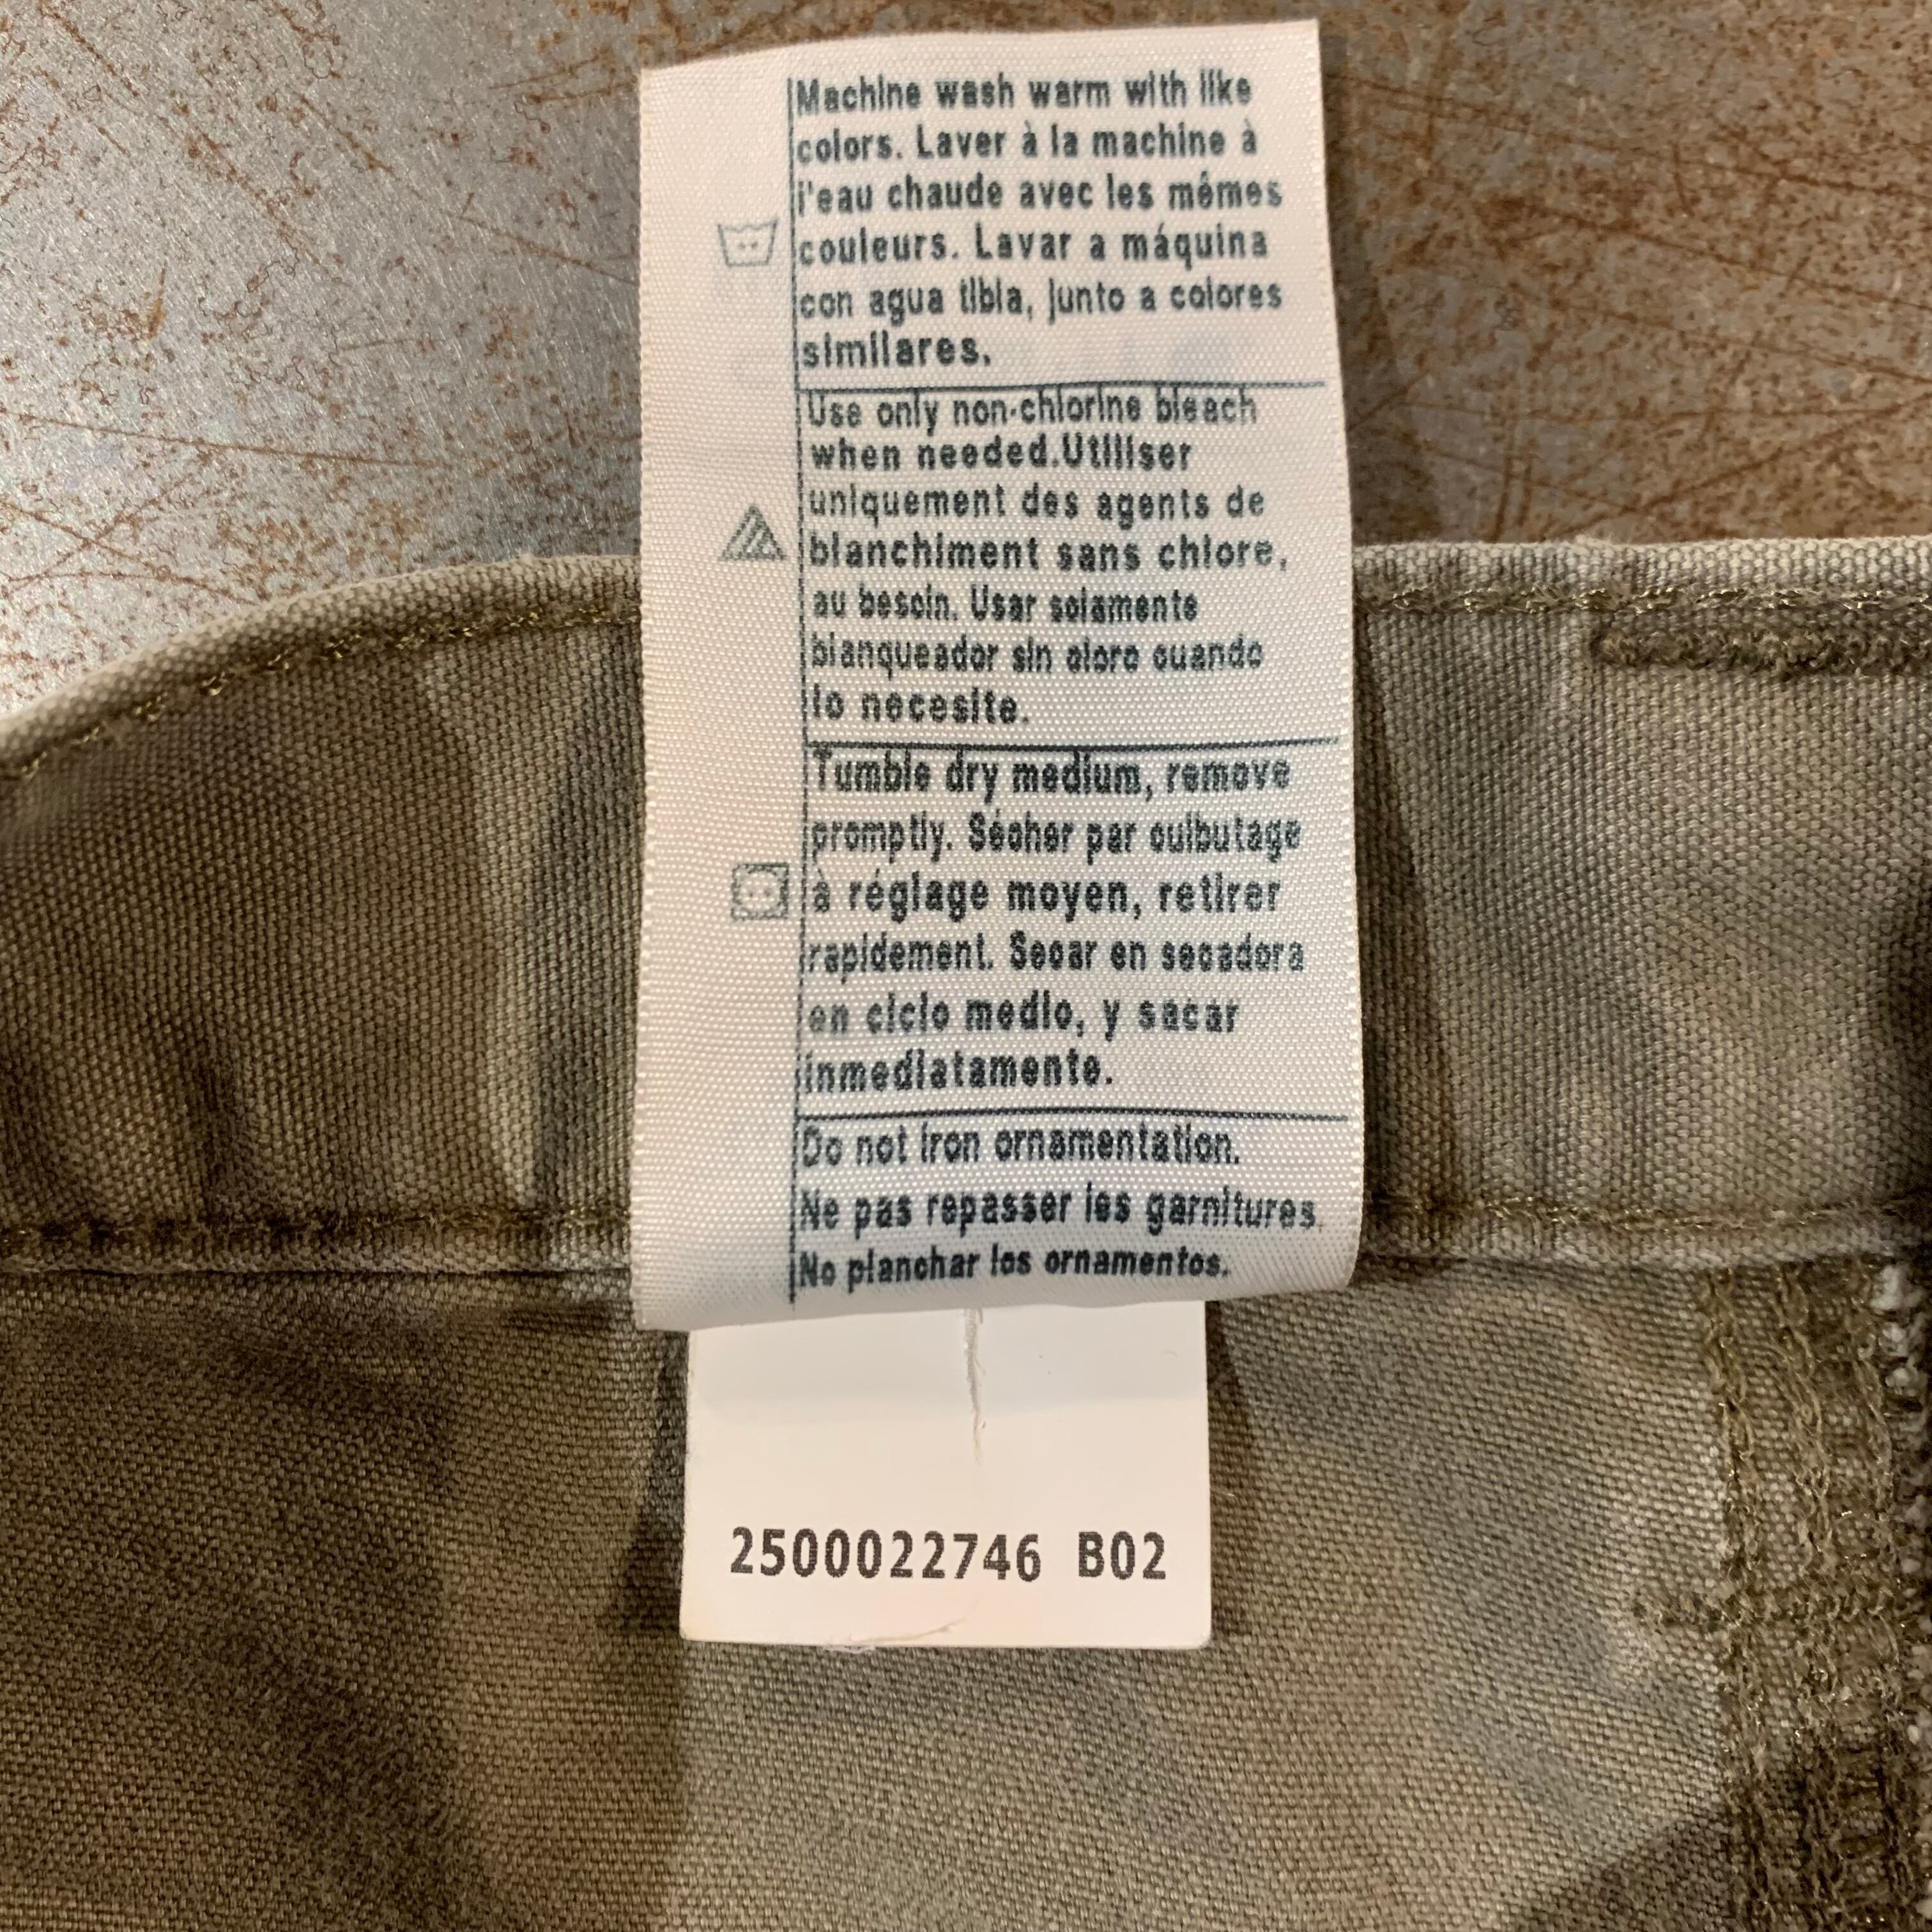 Machine wash warm with like
colors. Laver à la machine à
l'eau chaude avec les mêmes
couleurs. Lavar a máquina
con agua tibia, junto a colores
similares.
Use only non-chlorine bleach
when needed.Utiliser
uniquement des agents de
blanchiment sans chlore,
au besoin. Usar solamente
blanqueador sin cloro cuando
lo necesite.
Tumble dry medium, remove
promptly. Sécher par culbutage
à réglage moyen, retirer
rapidement. Secar en secadora
en ciclo medio, y sacar
inmediatamente.
Do not iron ornamentation.
Ne pas repasser les garnitures.
No planchar los ornamentos.
2500022746 B02